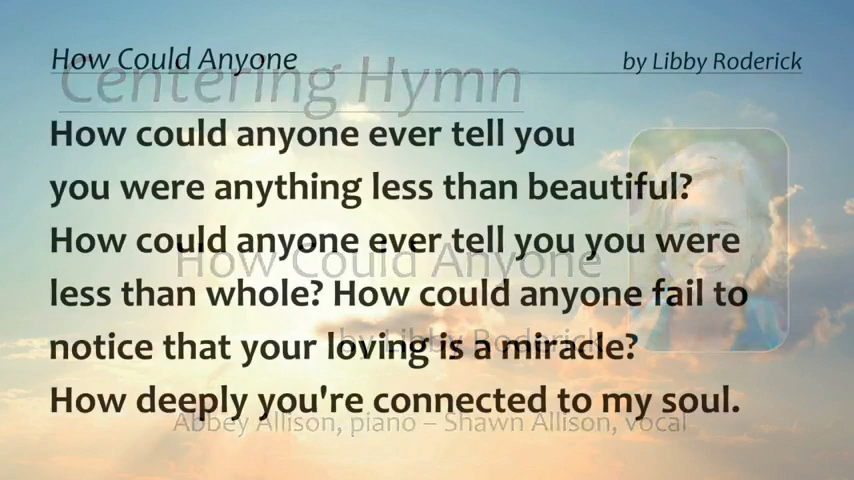 How Could Anyone by Libby Roderick
Centering Hymn
How could anyone ever tell you
you were anything less than beautiful?
How could anyone ever tell you you were
How Could Anyone
less than whole? How could anyone fail to
by Libby Roderick
notice that your loving is a miracle?
How deeply you're connected to my soul.
Abbey Allison, piano – Shawn Allison, vocal